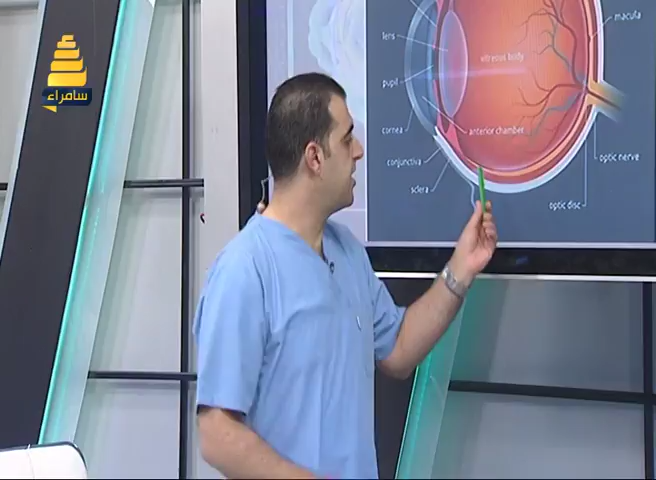 سامراء
macula
lens
vitreous body
pupil
cornea
anterior chamber
conjunctiva
optic nerve
sclera
optic disc